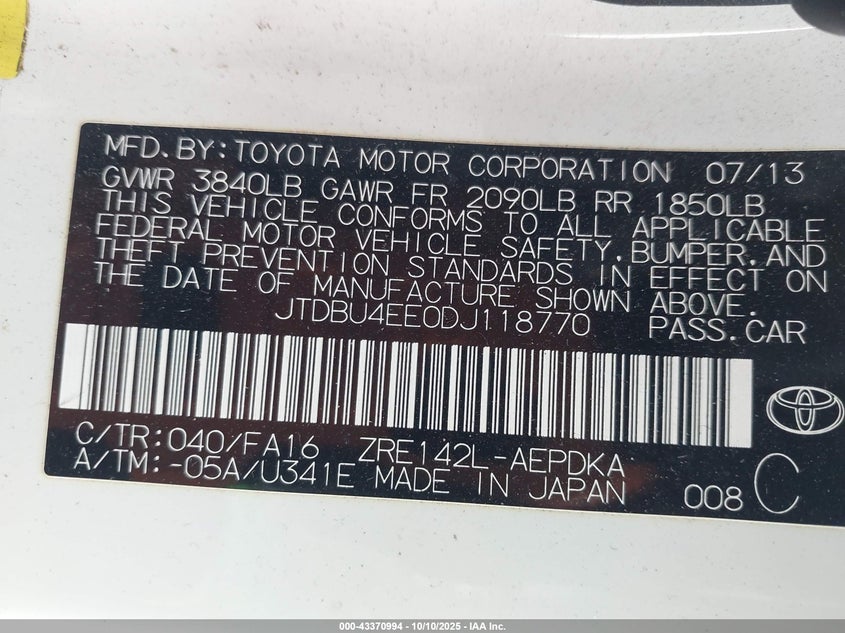 MFD.BY:TOYOTA MOTOR CORPORATION 07/13
GVWR 3840LB GAWR FR 2090LB RR 1850LB
THIS VEHICLE CONFORMS TO ALL APPLICABLE
FEDERAL MOTOR VEHICLE SAFETY,BUMPER,AND
THEFT PREVENTION STANDARDS IN EFFECT ON
THE DATE OF MANUFACTURE SHOWN ABOVE.
JTDBU4EE0DJ118770 PASS.CAR
C/TR:040/FA16 ZRE142L-AEPDKA
A/TM:-05A/U341E MADE IN JAPAN 008 C
000-43370994 - 10/10/2025 - IAA Inc.